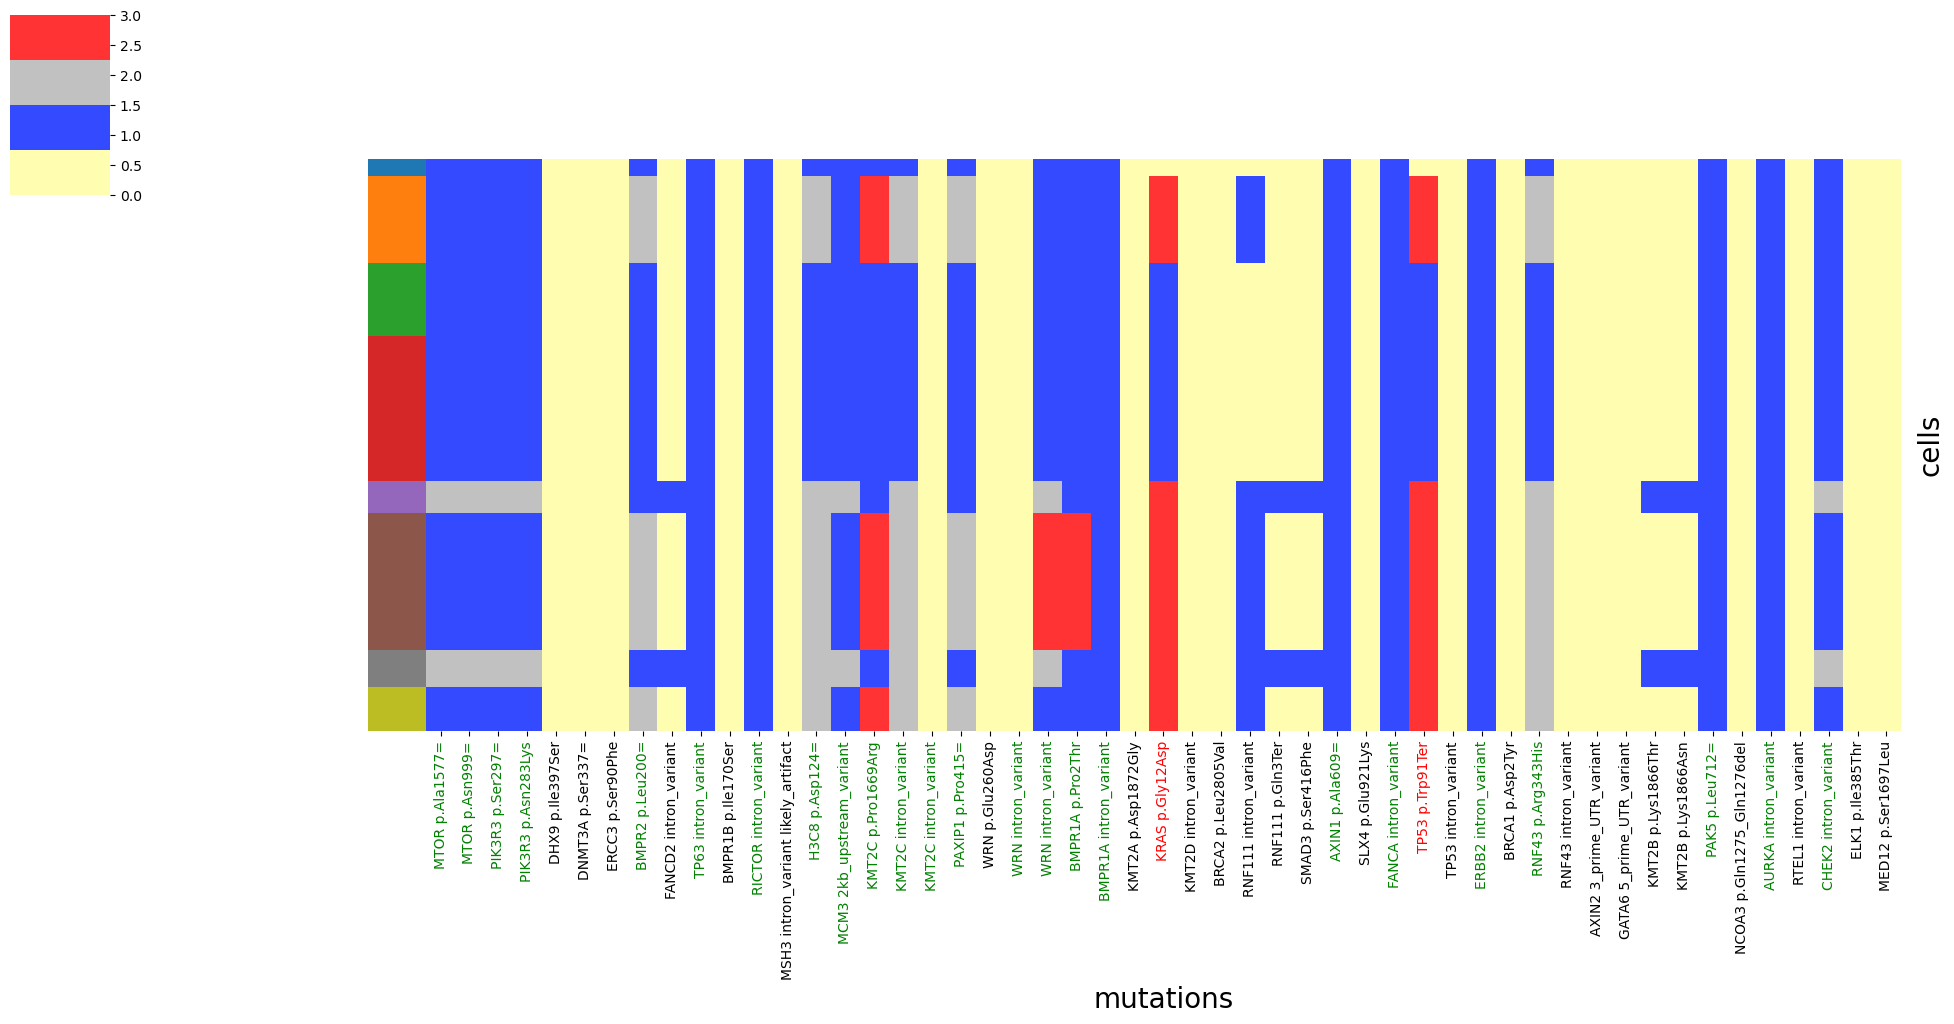 3.0
2.5
2.0
1.5
1.0
0.5
0.0
cells
MTOR p.Ala1577=
MTOR p.Asn999=
PIK3R3 p.Ser297=
PIK3R3 p.Asn283Lys
DHX9 p.Ile397Ser
DNMT3A p.Ser337=
ERCC3 p.Ser90Phe
BMPR2 p.Leu200=
FANCD2 intron_variant
TP63 intron_variant
BMPR1B p.Ile170Ser
RICTOR intron_variant
MSH3 intron_variant likely_artifact
H3C8 p.Asp124=
MCM3 2kb_upstream_variant
KMT2C p.Pro1669Arg
KMT2C intron_variant
KMT2C intron_variant
PAXIP1 p.Pro415=
WRN p.Glu260Asp
WRN intron_variant
WRN intron_variant
BMPR1A p.Pro2Thr
BMPR1A intron_variant
KMT2A p.Asp1872Gly
KRAS p.Gly12Asp
KMT2D intron_variant
BRCA2 p.Leu2805Val
RNF111 intron_variant
RNF111 p.Gln3Ter
SMAD3 p.Ser416Phe
AXIN1 p.Ala609=
SLX4 p.Glu921Lys
FANCA intron_variant
TP53 p.Trp91Ter
TP53 intron_variant
ERBB2 intron_variant
BRCA1 p.Asp2Tyr
RNF43 p.Arg343His
RNF43 intron_variant
AXIN2 3_prime_UTR_variant
GATA6 5_prime_UTR_variant
KMT2B p.Lys1866Thr
KMT2B p.Lys1866Asn
PAK5 p.Leu712=
NCOA3 p.Gln1275_Gln1276del
AURKA intron_variant
RTEL1 intron_variant
CHEK2 intron_variant
ELK1 p.Ile385Thr
MED12 p.Ser1697Leu
mutations